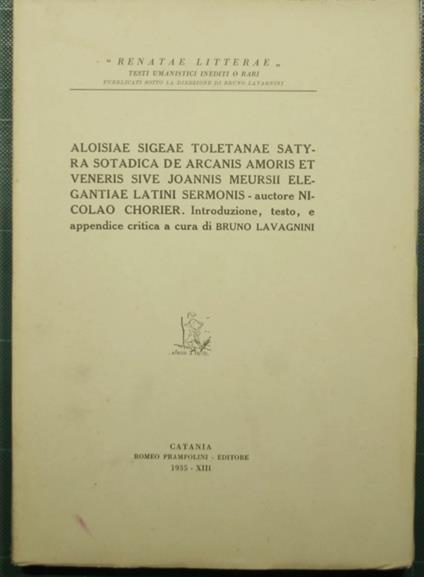 " RENATAE LITTERAE „
TESTI UMANISTICI INEDITI O RARI
PUBBLICATI SOTTO LA DIREZIONE DI BRUNO LAVAGNINI
ALOISIAE SIGEAE TOLETANAE SATY-
RA SOTADICA DE ARCANIS AMORIS ET
VENERIS SIVE JOANNIS MEURSII ELE-
GANTIAE LATINI SERMONIS - auctore NI-
COLAO CHORIER. Introduzione, testo, e
appendice critica a cura di BRUNO LAVAGNINI
CATANIA
ROMEO PRAMPOLINI - EDITORE
1935 - XIII